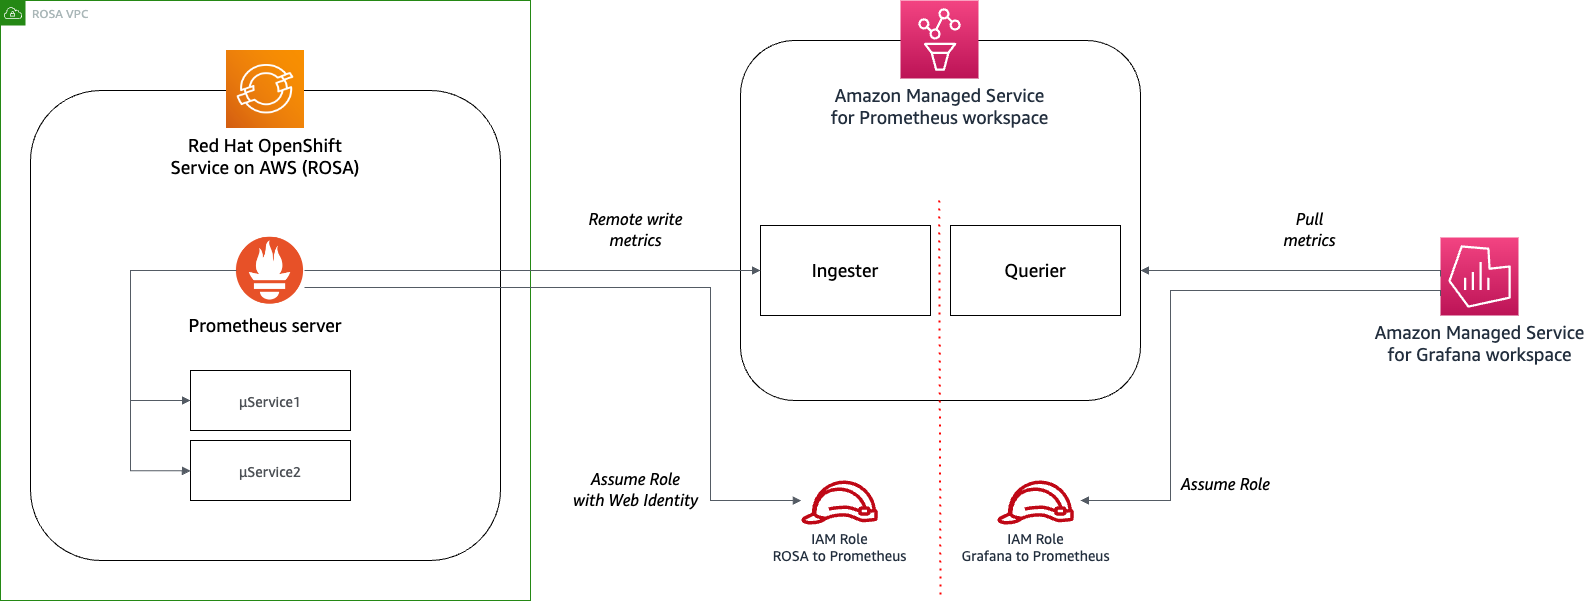 ROSA VPC
Red Hat OpenShift
Service on AWS (ROSA)
Prometheus server
µService1
µService2
Remote write
metrics
Assume Role
with Web Identity
Amazon Managed Service
for Prometheus workspace
Ingester
Querier
IAM Role
ROSA to Prometheus
IAM Role
Grafana to Prometheus
Pull
metrics
Assume Role
Amazon Managed Service
for Grafana workspace